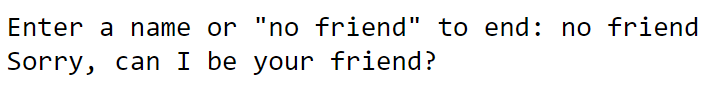 Enter a name or "no friend" to end: no friend
Sorry, can I be your friend?